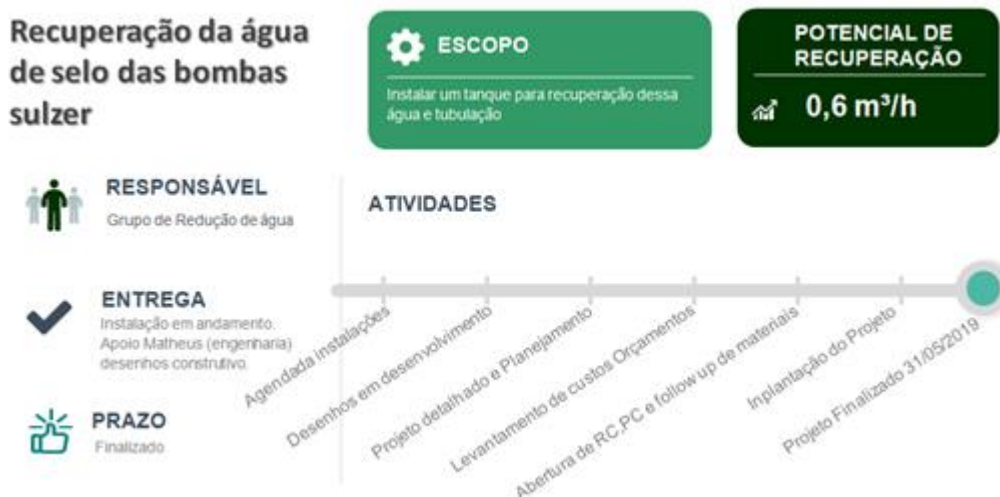 Recuperação da água
de selo das bombas
sulzer
ESCOPO
Instalar um tanque para recuperação dessa
água e tubulação
POTENCIAL DE
RECUPERAÇÃO
0,6 m³/h
RESPONSÁVEL
Grupo de Redução de água
ENTREGA
Instalação em andamento.
Apoio Matheus (engenharia)
desenhos construtivo.
PRAZO
Finalizado
ATIVIDADES
Agendada instalações
Desenhos em desenvolvimento
Projeto detalhado e Planejamento
Levantamento de custos Orçamentos
Abertura de RC,PC e follow up de materiais
Inplantação do Projeto
Projeto Finalizado 31/05/2019